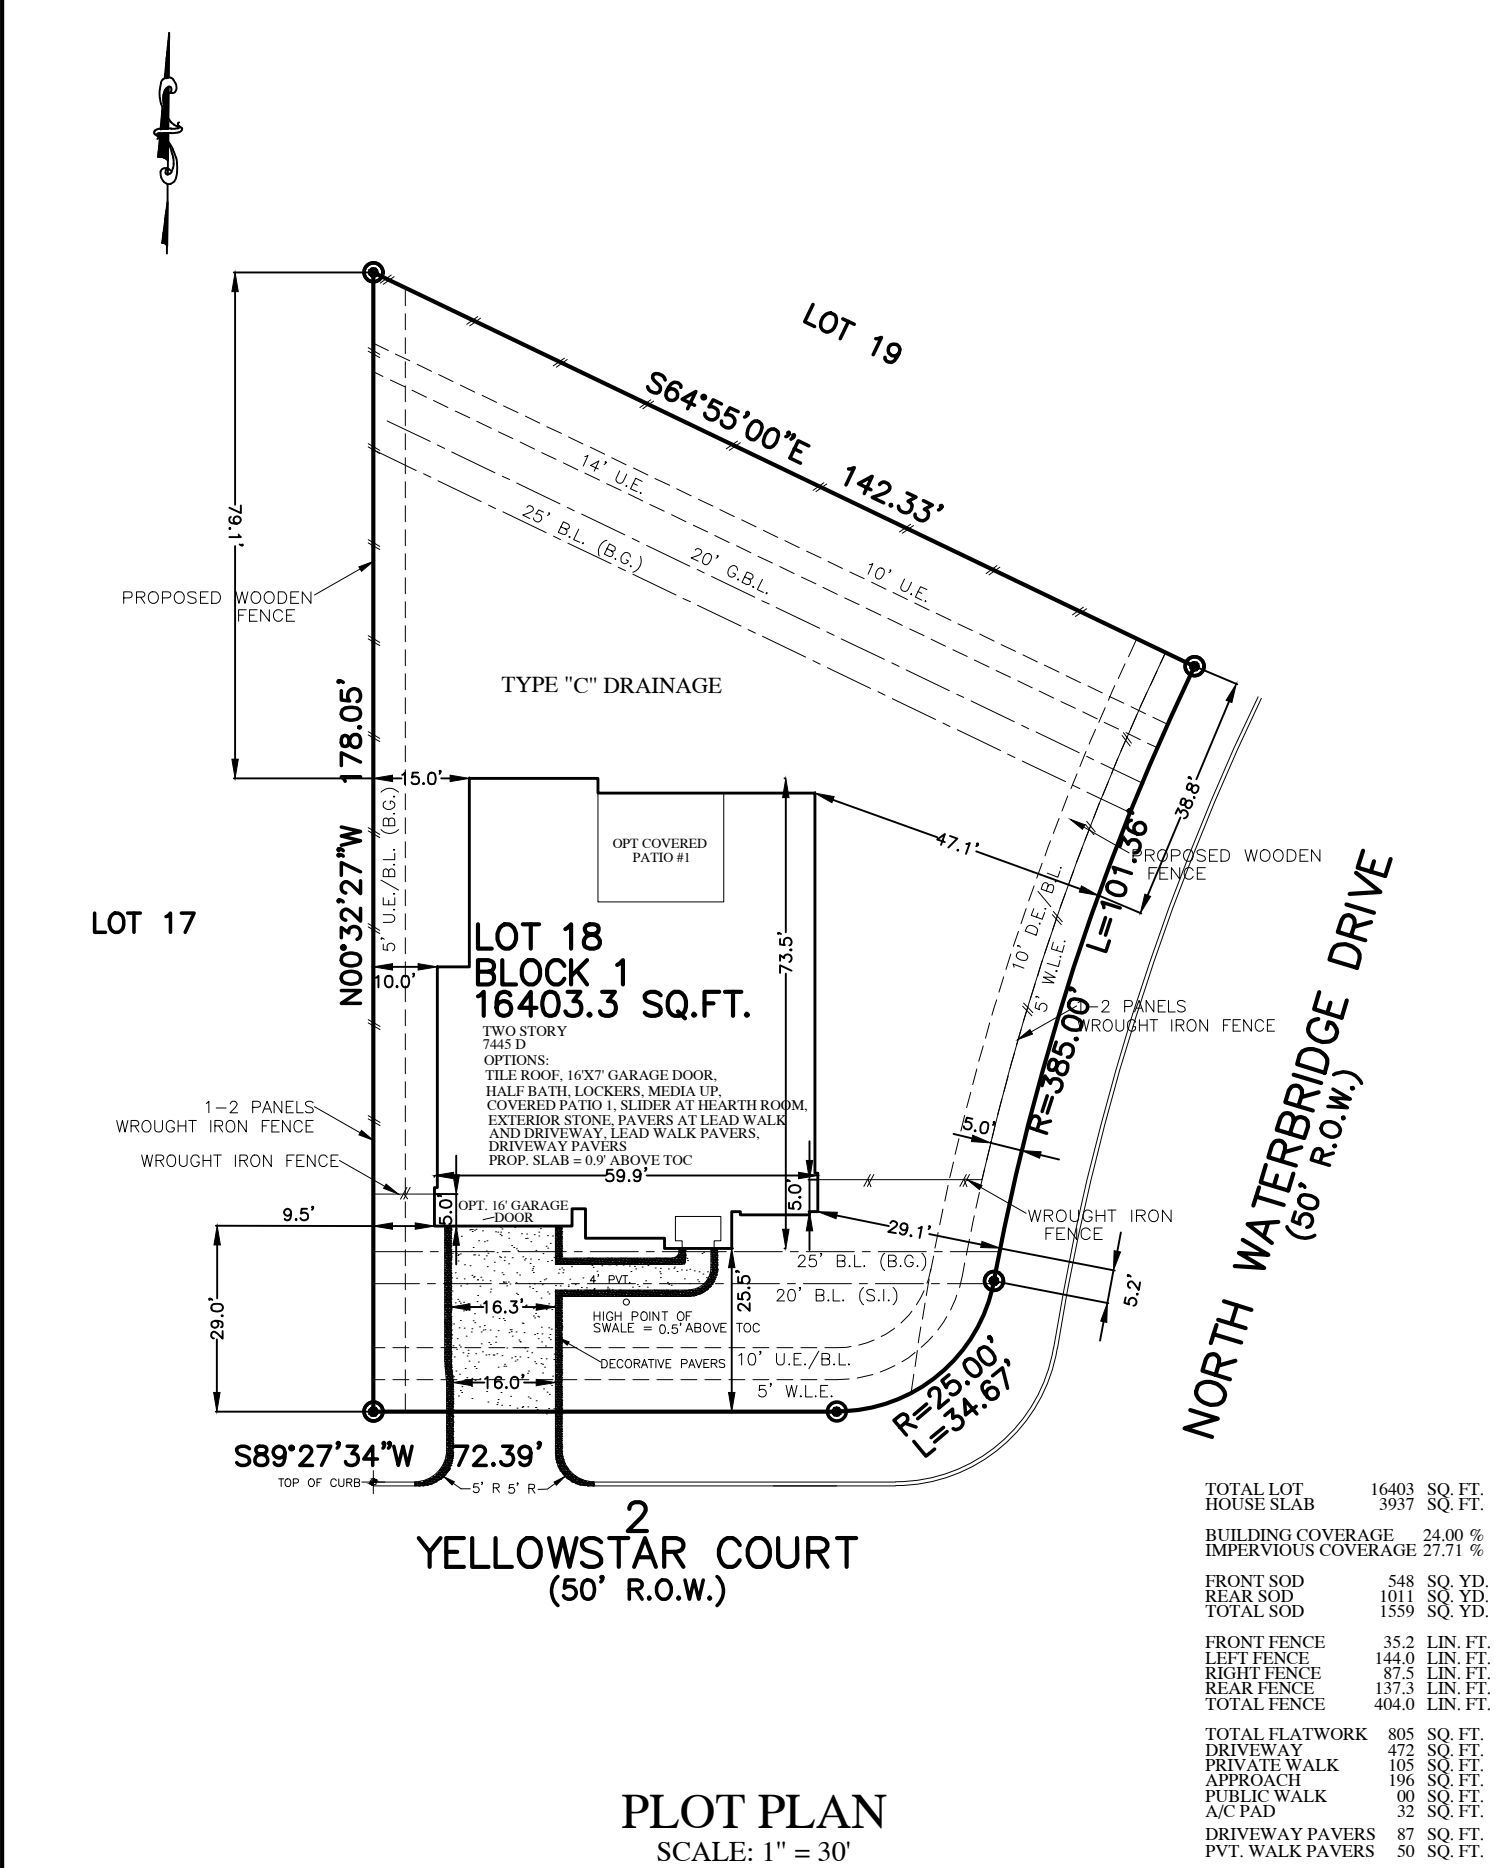 LOT 19
S64°55'00"E 142.33'
14' U.E.
25' B.L. (B.G.)
20' G.B.L.
10' U.E.
79.1'
PROPOSED WOODEN
FENCE
TYPE "C" DRAINAGE
N00°32'27"W 178.05'
5' U.E./B.L. (B.G.)
15.0'
38.8'
OPT COVERED
PATIO #1
47.1'
PROPOSED WOODEN
FENCE
LOT 17
10.0'
73.5'
LOT 18
BLOCK 1
16403.3 SQ.FT.
TWO STORY
7445 D
OPTIONS:
TILE ROOF, 16'X7' GARAGE DOOR,
HALF BATH, LOCKERS, MEDIA UP,
COVERED PATIO 1, SLIDER AT HEARTH ROOM,
EXTERIOR STONE, PAVERS AT LEAD WALK
AND DRIVEWAY, LEAD WALK PAVERS,
DRIVEWAY PAVERS
PROP. SLAB = 0.9' ABOVE TOC
10' D.E./B.L.
5' W.L.E.
R=385.00' L=101.36'
1-2 PANELS
WROUGHT IRON FENCE
NORTH WATERBRIDGE DRIVE
(50' R.O.W.)
1-2 PANELS
WROUGHT IRON FENCE
WROUGHT IRON FENCE
5.0'
59.9'
5.0'
5.0'
OPT. 16' GARAGE
DOOR
9.5'
29.1'
WROUGHT IRON
FENCE
25' B.L. (B.G.)
20' B.L. (S.I.)
5.2'
29.0'
4' PVT.
16.3'
25.5'
HIGH POINT OF
SWALE = 0.5' ABOVE TOC
DECORATIVE PAVERS
10' U.E./B.L.
16.0'
5' W.L.E.
R=25.00'
L=34.67'
S89°27'34"W 72.39'
TOP OF CURB
5' R 5' R
2
YELLOWSTAR COURT
(50' R.O.W.)
TOTAL LOT 16403 SQ. FT.
HOUSE SLAB 3937 SQ. FT.
BUILDING COVERAGE 24.00 %
IMPERVIOUS COVERAGE 27.71 %
FRONT SOD 548 SQ. YD.
REAR SOD 1011 SQ. YD.
TOTAL SOD 1559 SQ. YD.
FRONT FENCE 35.2 LIN. FT.
LEFT FENCE 144.0 LIN. FT.
RIGHT FENCE 87.5 LIN. FT.
REAR FENCE 137.3 LIN. FT.
TOTAL FENCE 404.0 LIN. FT.
TOTAL FLATWORK 805 SQ. FT.
DRIVEWAY 472 SQ. FT.
PRIVATE WALK 105 SQ. FT.
APPROACH 196 SQ. FT.
PUBLIC WALK 00 SQ. FT.
A/C PAD 32 SQ. FT.
DRIVEWAY PAVERS 87 SQ. FT.
PVT. WALK PAVERS 50 SQ. FT.
PLOT PLAN
SCALE: 1" = 30'